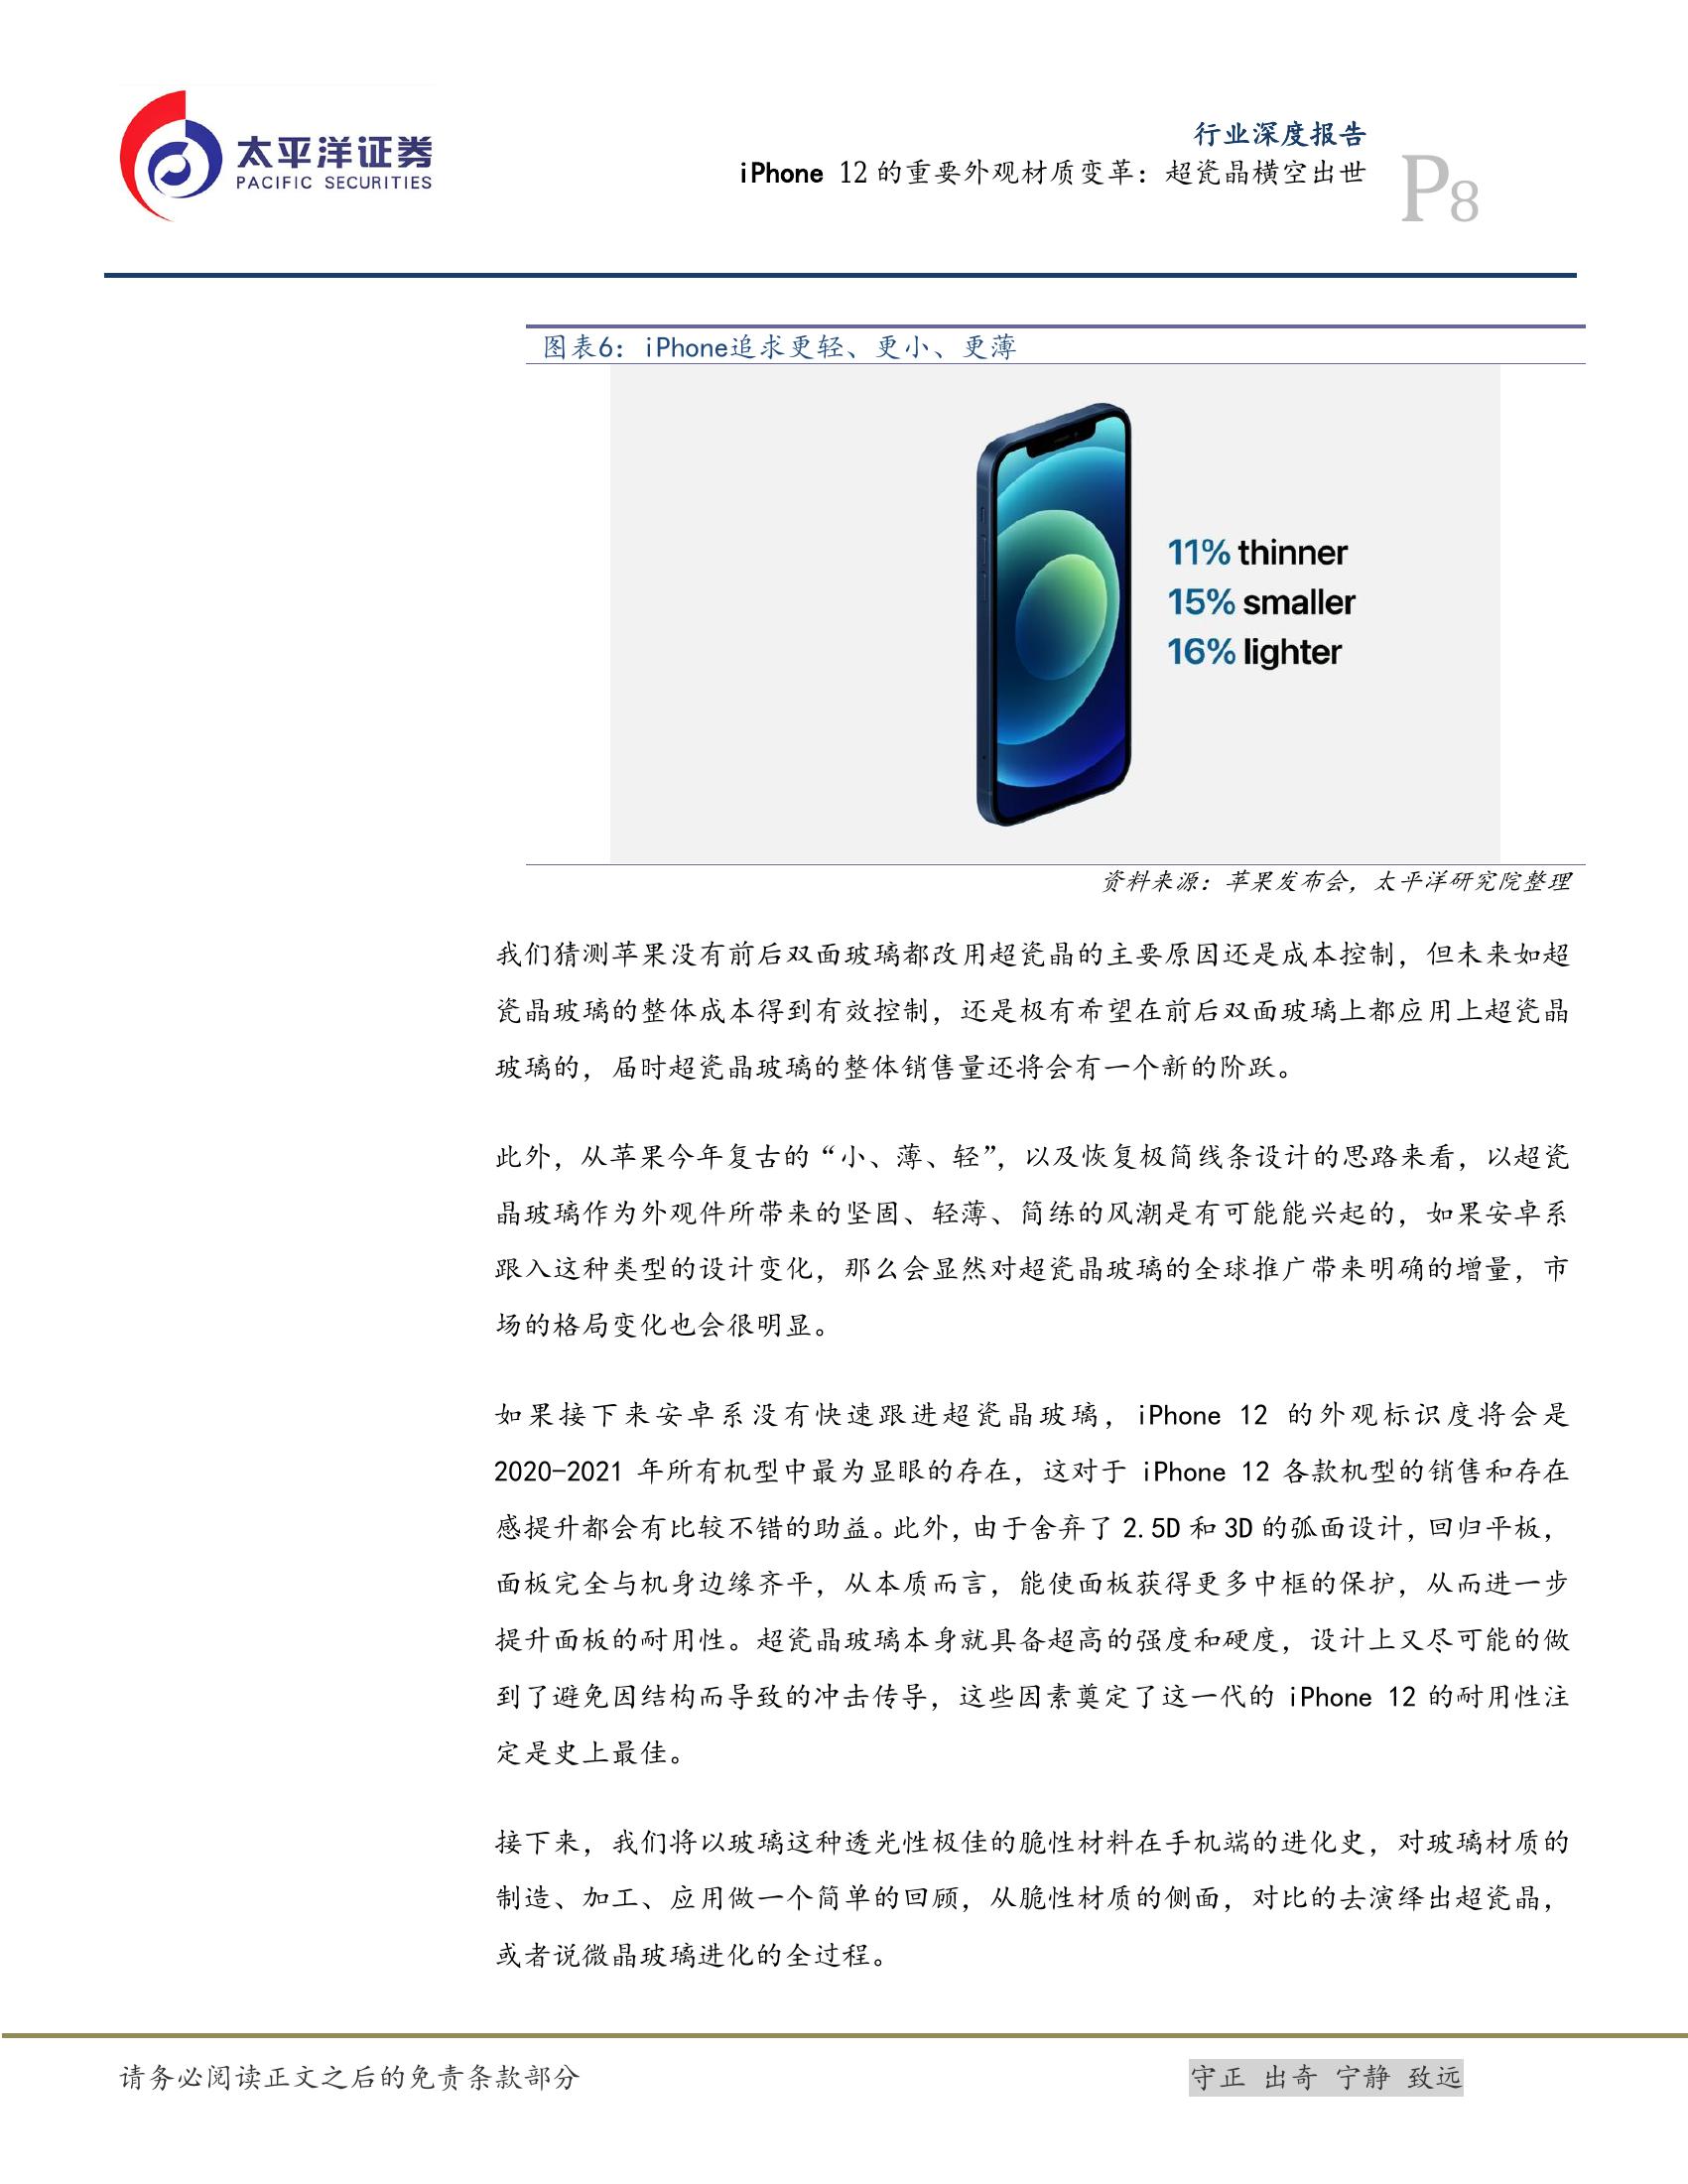 太平洋证券
PACIFIC SECURITIES
行业深度报告
iPhone 12 的重要外观材质变革：超瓷晶横空出世
P8
图表6：iPhone追求更轻、更小、更薄
11% thinner
15% smaller
16% lighter
资料来源：苹果发布会，太平洋研究院整理
我们猜测苹果没有前后双面玻璃都改用超瓷晶的主要原因还是成本控制，但未来如超
瓷晶玻璃的整体成本得到有效控制，还是极有希望在前后双面玻璃上都应用上超瓷晶
玻璃的，届时超瓷晶玻璃的整体销售量还将会有一个新的阶跃。
此外，从苹果今年复古的“小、薄、轻”，以及恢复极简线条设计的思路来看，以超瓷
晶玻璃作为外观件所带来的坚固、轻薄、简练的风潮是有可能能兴起的，如果安卓系
跟入这种类型的设计变化，那么会显然对超瓷晶玻璃的全球推广带来明确的增量，市
场的格局变化也会很明显。
如果接下来安卓系没有快速跟进超瓷晶玻璃，iPhone 12 的外观标识度将会是
2020-2021 年所有机型中最为显眼的存在，这对于 iPhone 12 各款机型的销售和存在
感提升都会有比较不错的助益。此外，由于舍弃了 2.5D 和 3D 的弧面设计，回归平板，
面板完全与机身边缘齐平，从本质而言，能使面板获得更多中框的保护，从而进一步
提升面板的耐用性。超瓷晶玻璃本身就具备超高的强度和硬度，设计上又尽可能的做
到了避免因结构而导致的冲击传导，这些因素奠定了这一代的 iPhone 12 的耐用性注
定是史上最佳。
接下来，我们将以玻璃这种透光性极佳的脆性材料在手机端的进化史，对玻璃材质的
制造、加工、应用做一个简单的回顾，从脆性材质的侧面，对比的去演绎出超瓷晶，
或者说微晶玻璃进化的全过程。
请务必阅读正文之后的免责条款部分
守正 出奇 宁静 致远